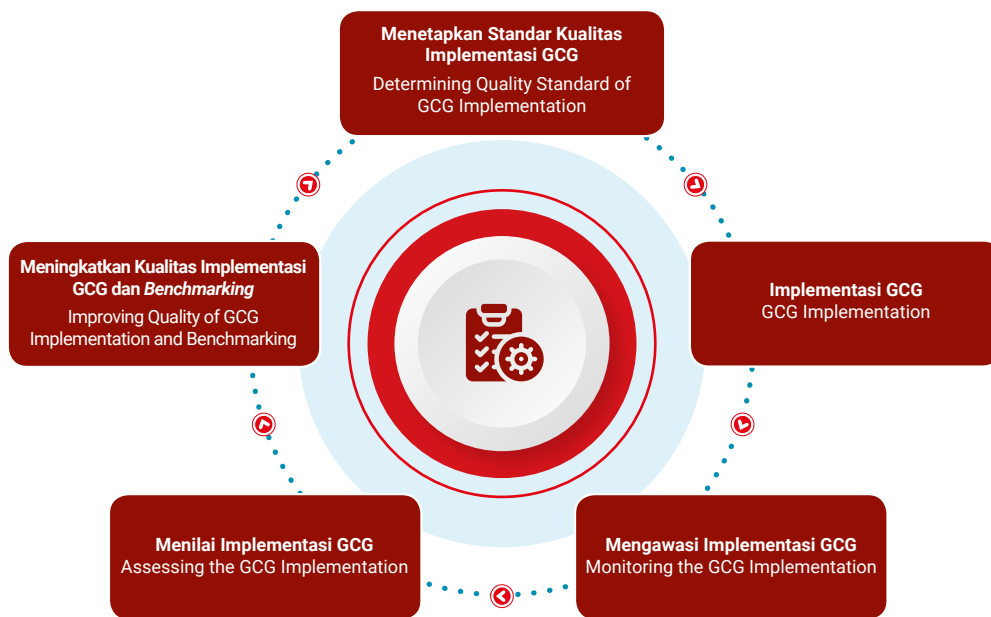 Menetapkan Standar Kualitas
Implementasi GCG
Determining Quality Standard of
GCG Implementation
Meningkatkan Kualitas Implementasi
GCG dan Benchmarking
Improving Quality of GCG
Implementation and Benchmarking
Implementasi GCG
GCG Implementation
Menilai Implementasi GCG
Assessing the GCG Implementation
Mengawasi Implementasi GCG
Monitoring the GCG Implementation